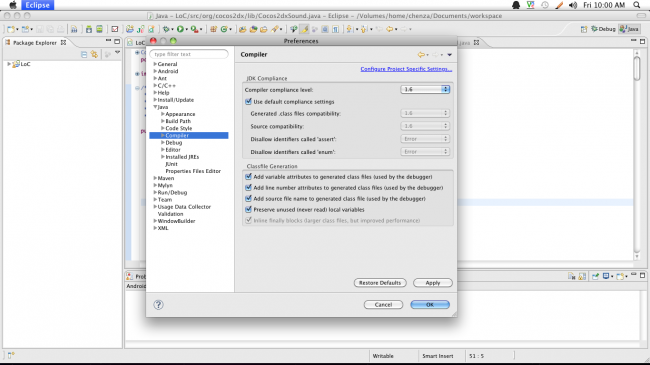 Eclipse
Fri 10:00 AM
Java - LoC/src/org/cocos2dx/lib/Cocos2dxSound.java - Eclipse - /Volumes/home/chenza/Documents/workspace
Debug
Java
Package Explorer
LoC
Preferences
type filter text
General
Android
Ant
C/C++
Help
Install/Update
Java
Appearance
Build Path
Code Style
Compiler
Debug
Editor
Installed JREs
JUnit
Properties Files Editor
Maven
Mylyn
Run/Debug
Team
Usage Data Collector
Validation
WindowBuilder
XML
Compiler
Configure Project Specific Settings...
JDK Compliance
Compiler compliance level: 1.6
Use default compliance settings
Generated .class files compatibility: 1.6
Source compatibility: 1.6
Disallow identifiers called 'assert': Error
Disallow identifiers called 'enum': Error
Classfile Generation
Add variable attributes to generated class files (used by the debugger)
Add line number attributes to generated class files (used by the debugger)
Add source file name to generated class file (used by the debugger)
Preserve unused (never read) local variables
Inline finally blocks (larger class files, but improved performance)
Restore Defaults Apply
? Cancel OK
Writable Smart Insert 51 : 5